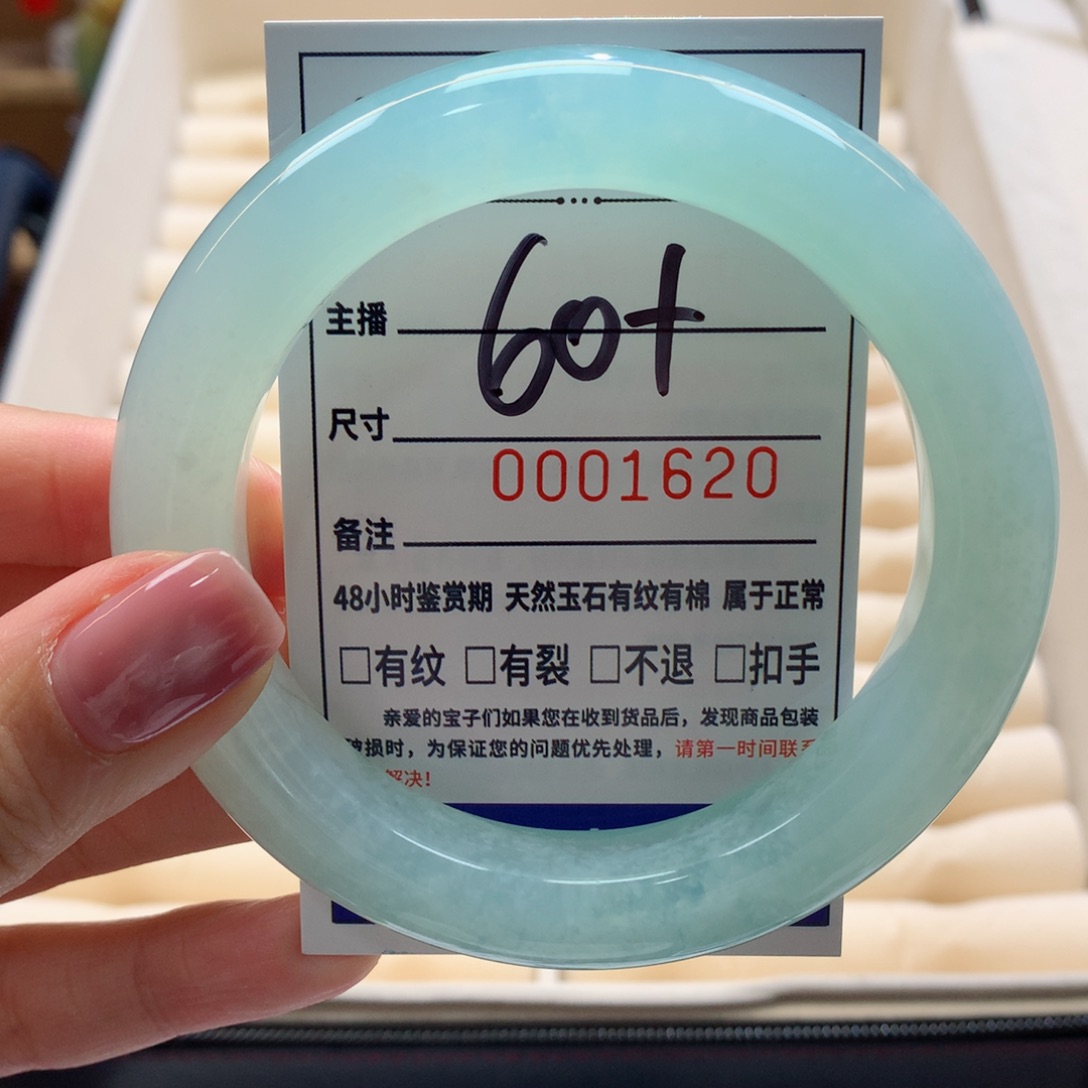 60+
主播
尺寸
0001620
备注
48小时鉴赏期 天然玉石有纹有棉 属于正常
□有纹 □有裂 □不退 □扣手
亲爱的宝子们如果您在收到货品后，发现商品包装
破损时，为保证您的问题优先处理，请第一时间联系
解决!